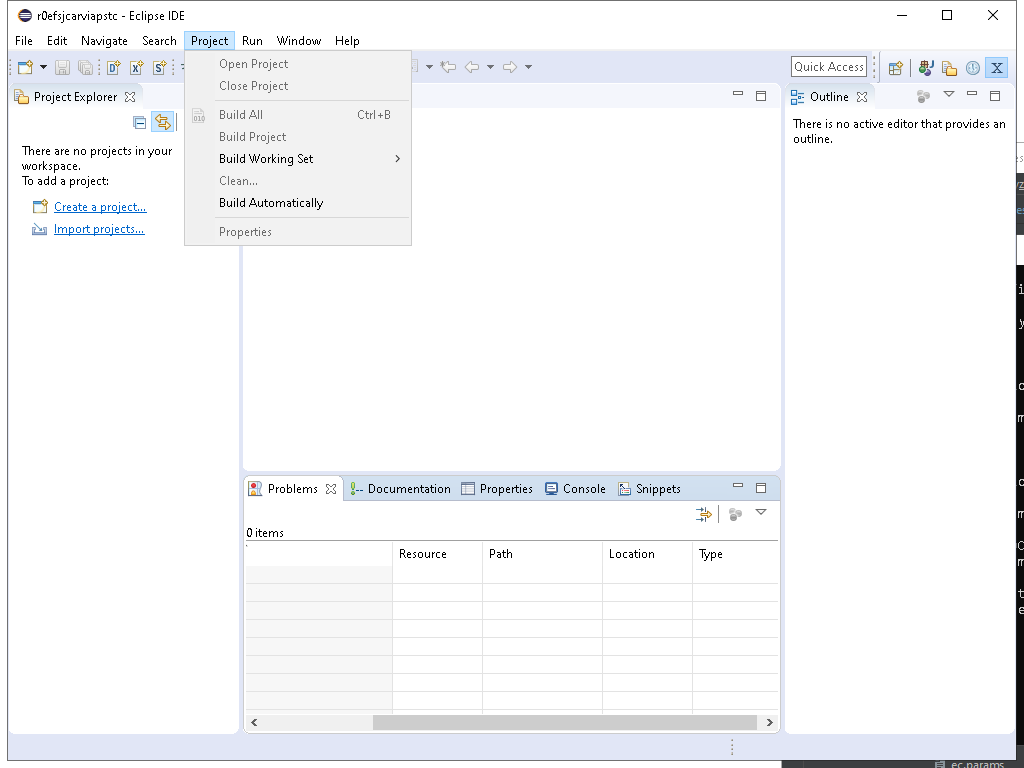 r0efsjcarviapstc - Eclipse IDE
File Edit Navigate Search Project Run Window Help
Quick Access
Open Project
Close Project
Build All Ctrl+B
Build Project
Build Working Set
Clean...
Build Automatically
Properties
Project Explorer
There are no projects in your
workspace.
To add a project:
Create a project...
Import projects...
Outline
There is no active editor that provides an
outline.
Problems Documentation Properties Console Snippets
0 items
Resource Path Location Type
ec.params